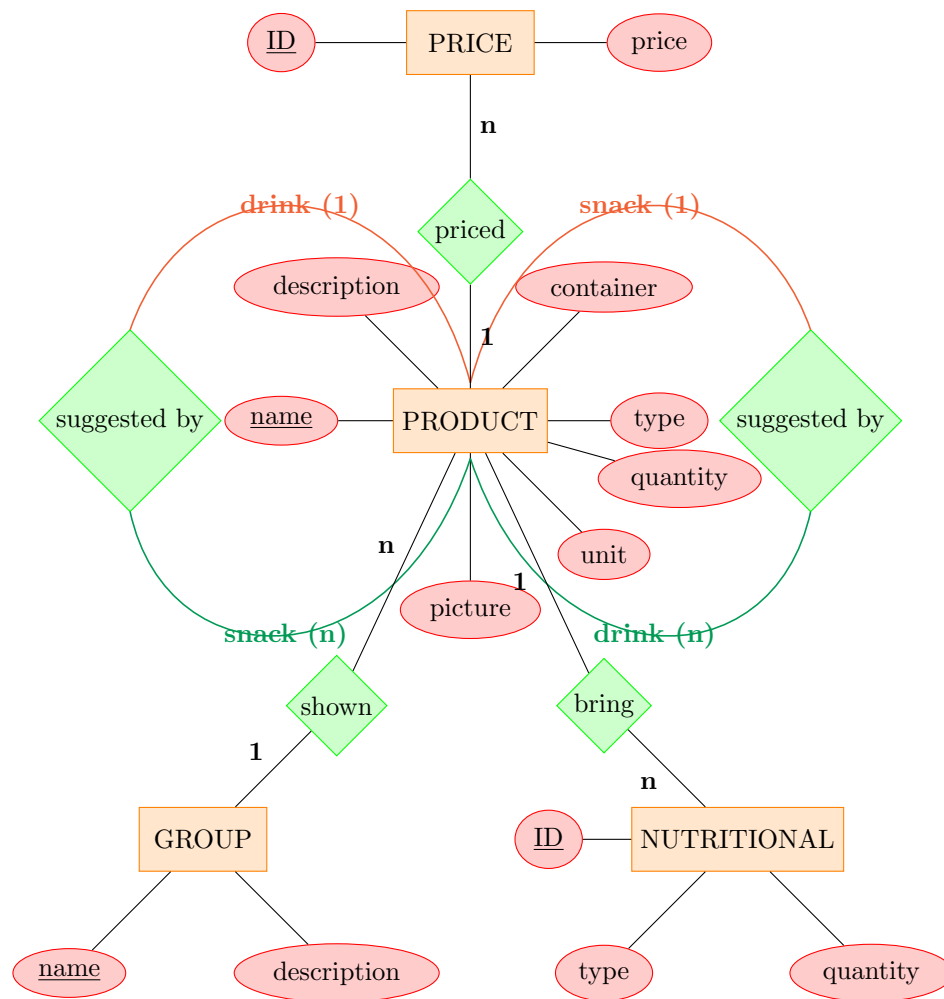 ID
PRICE
price
n
drink (1)
snack (1)
priced
description
container
1
suggested by
name
PRODUCT
type
suggested by
quantity
n
unit
1
picture
snack (n)
drink (n)
shown
bring
1
n
GROUP
ID
NUTRITIONAL
name
description
type
quantity